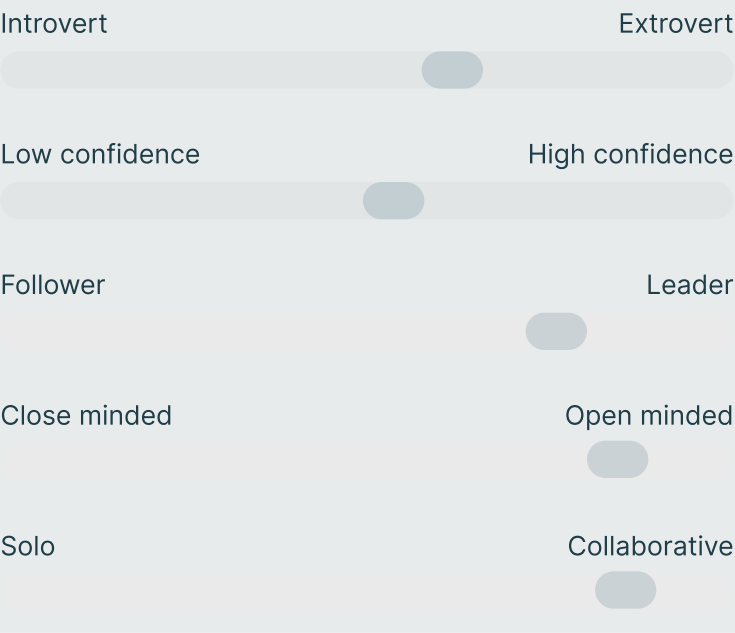 Introvert Extrovert
Low confidence High confidence
Follower Leader
Close minded Open minded
Solo Collaborative